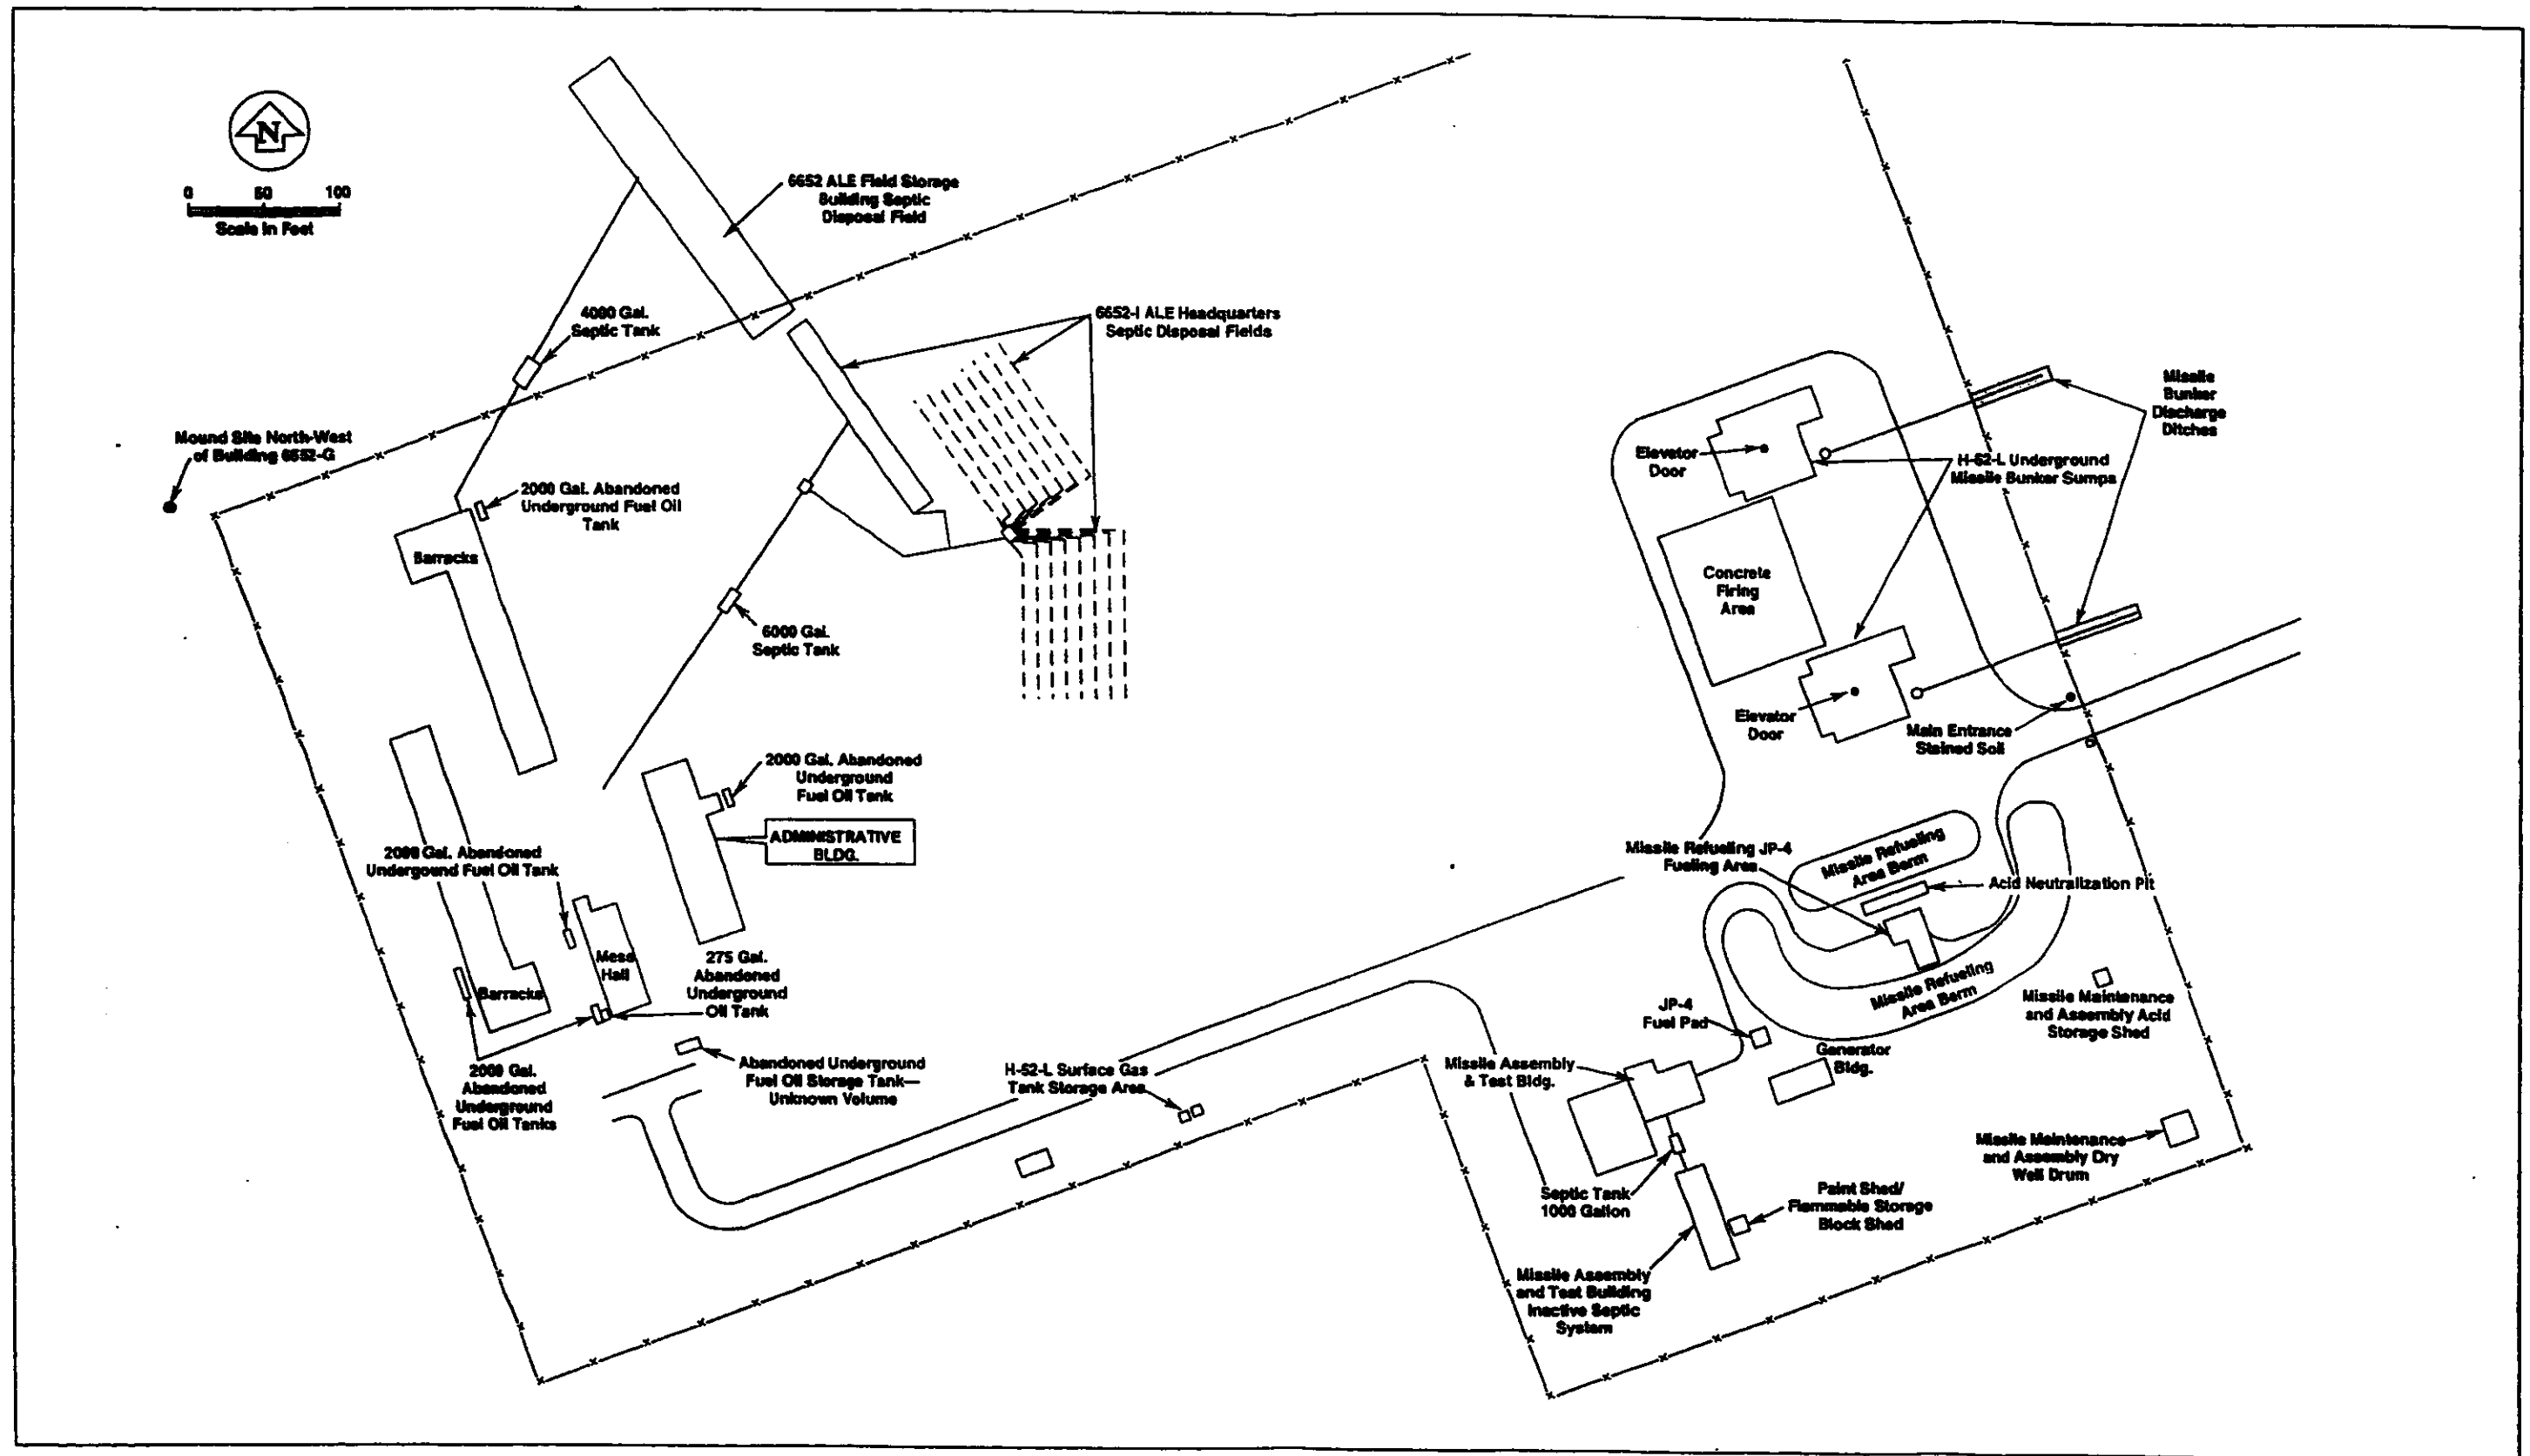 N
0 50 100
Scale in Feet
6652 ALE Field Storage
Building Septic
Disposal Field
4000 Gal.
Septic Tank
6652-I ALE Headquarters
Septic Disposal Fields
Mound Site North-West
of Building 6652-G
2000 Gal. Abandoned
Underground Fuel Oil
Tank
Barracks
6000 Gal.
Septic Tank
2000 Gal. Abandoned
Underground
Fuel Oil Tank
ADMINISTRATIVE
BLDG.
2000 Gal. Abandoned
Undergound Fuel Oil Tank
Mess
Hall
275 Gal.
Abandoned
Underground
Oil Tank
Barracks
2000 Gal.
Abandoned
Underground
Fuel Oil Tanks
Abandoned Underground
Fuel Oil Storage Tank—
Unknown Volume
H-52-L Surface Gas
Tank Storage Area
Missile
Bunker
Discharge
Ditches
Elevator
Door
H-52-L Underground
Missile Bunker Sumps
Concrete
Firing
Area
Elevator
Door
Main Entrance
Stained Soil
Missile Refueling JP-4
Fueling Area
Missile Refueling
Area Berm
Acid Neutralization Pit
Missile Refueling
Area Berm
Missile Maintenance
and Assembly Acid
Storage Shed
JP-4
Fuel Pad
Generator
Bldg.
Missile Assembly
& Test Bldg.
Septic Tank
1000 Gallon
Missile Maintenance
and Assembly Dry
Well Drum
Paint Shed/
Flammable Storage
Block Shed
Missile Assembly
and Test Building
Inactive Septic
System